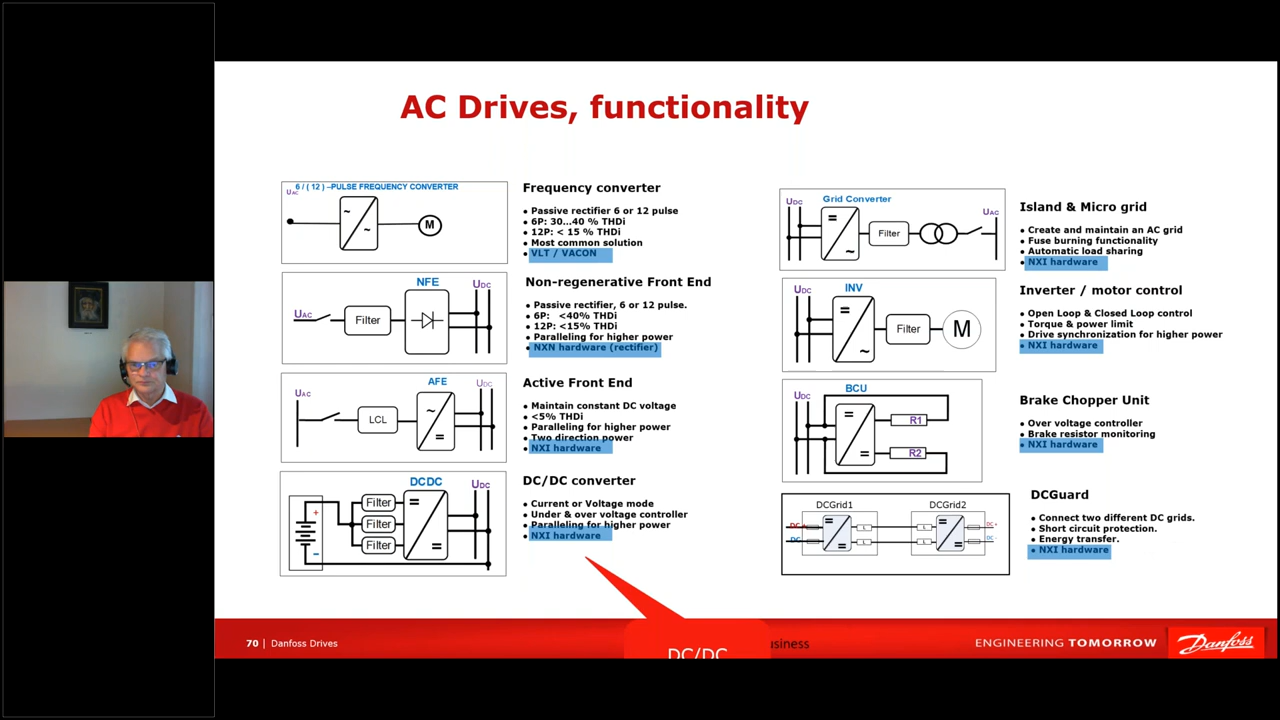 AC Drives, functionality
6 / ( 12 ) –PULSE FREQUENCY CONVERTER
UAC
~
~
M
Frequency converter
• Passive rectifier 6 or 12 pulse
• 6P: 30...40 % THDi
• 12P: < 15 % THDi
• Most common solution
• VLT / VACON
NFE
UDC
UAC
Filter
Non-regenerative Front End
• Passive rectifier, 6 or 12 pulse.
• 6P: <40% THDi
• 12P: <15% THDi
• Paralleling for higher power
• NXN hardware (rectifier)
AFE
UDC
UAC
LCL
~
=
Active Front End
• Maintain constant DC voltage
• <5% THDi
• Paralleling for higher power
• Two direction power
• NXI hardware
DCDC
UDC
+
Filter
Filter
Filter
=
=
–
DC/DC converter
• Current or Voltage mode
• Under & over voltage controller
• Paralleling for higher power
• NXI hardware
UDC
Grid Converter
UAC
=
~
Filter
Island & Micro grid
• Create and maintain an AC grid
• Fuse burning functionality
• Automatic load sharing
• NXI hardware
UDC
INV
=
~
Filter
M
Inverter / motor control
• Open Loop & Closed Loop control
• Torque & power limit
• Drive synchronization for higher power
• NXI hardware
BCU
UDC
=
=
R1
R2
Brake Chopper Unit
• Over voltage controller
• Brake resistor monitoring
• NXI hardware
DCGrid1
DCGrid2
DC +
DC -
L
L
L
L
DC +
DC -
DCGuard
• Connect two different DC grids.
• Short circuit protection.
• Energy transfer.
• NXI hardware
70 | Danfoss Drives
DC/DC
usiness
ENGINEERING TOMORROW
Danfoss